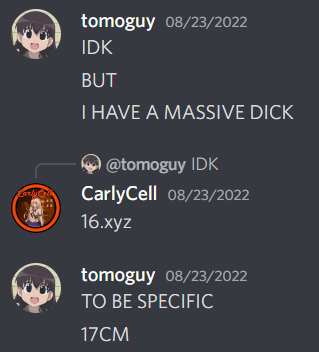 tomoguy 08/23/2022
IDK
BUT
I HAVE A MASSIVE DICK
@tomoguy IDK
CarlyCell
CarlyCell 08/23/2022
16.xyz
tomoguy 08/23/2022
TO BE SPECIFIC
17CM